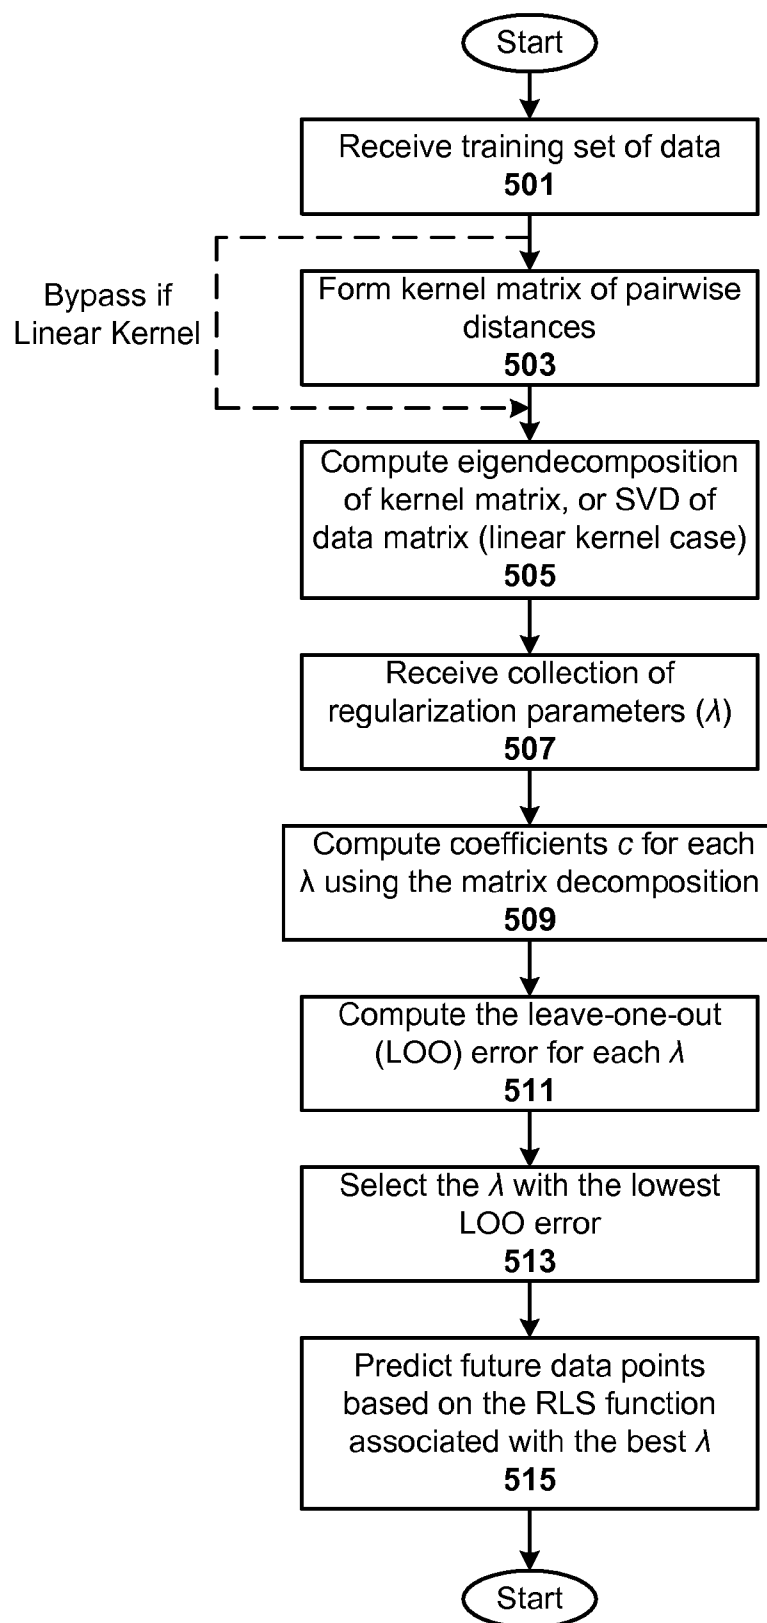 Start
Receive training set of data
501
Bypass if
Linear Kernel
Form kernel matrix of pairwise
distances
503
Compute eigendecomposition
of kernel matrix, or SVD of
data matrix (linear kernel case)
505
Receive collection of
regularization parameters (λ)
507
Compute coefficients c for each
λ using the matrix decomposition
509
Compute the leave-one-out
(LOO) error for each λ
511
Select the λ with the lowest
LOO error
513
Predict future data points
based on the RLS function
associated with the best λ
515
Start